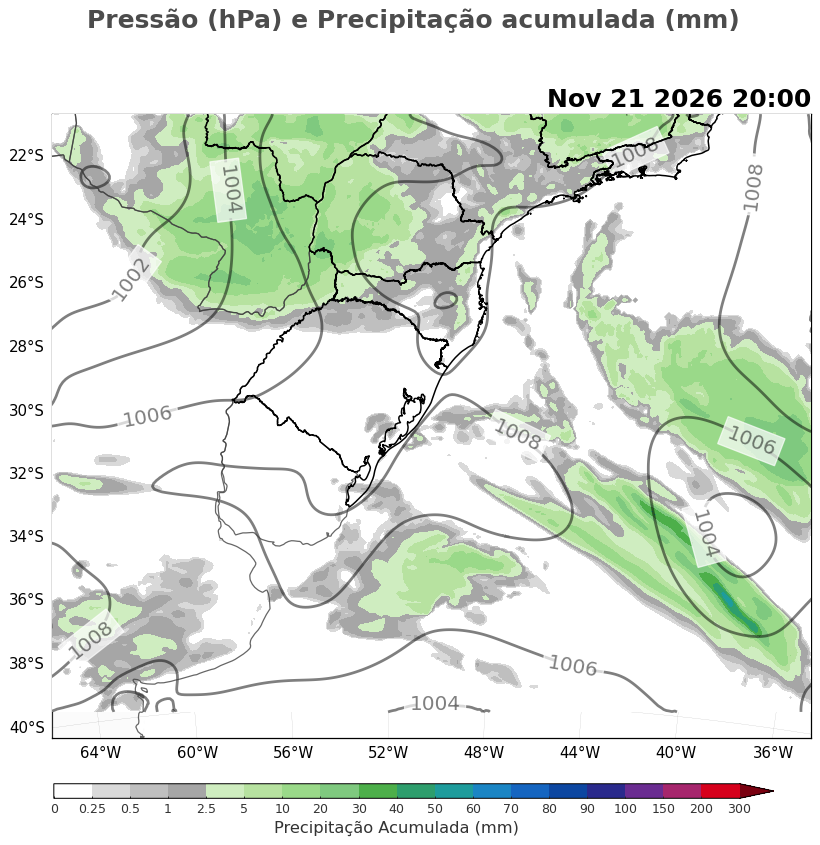 Pressão (hPa) e Precipitação acumulada (mm)
Nov 21 2026 20:00
22°S
24°S
26°S
28°S
30°S
32°S
34°S
36°S
38°S
40°S
1008
1008
1004
1002
1006
1008
1006
1004
1008
1006
1004
64°W 60°W 56°W 52°W 48°W 44°W 40°W 36°W
0 0.25 0.5 1 2.5 5 10 20 30 40 50 60 70 80 90 100 150 200 300
Precipitação Acumulada (mm)